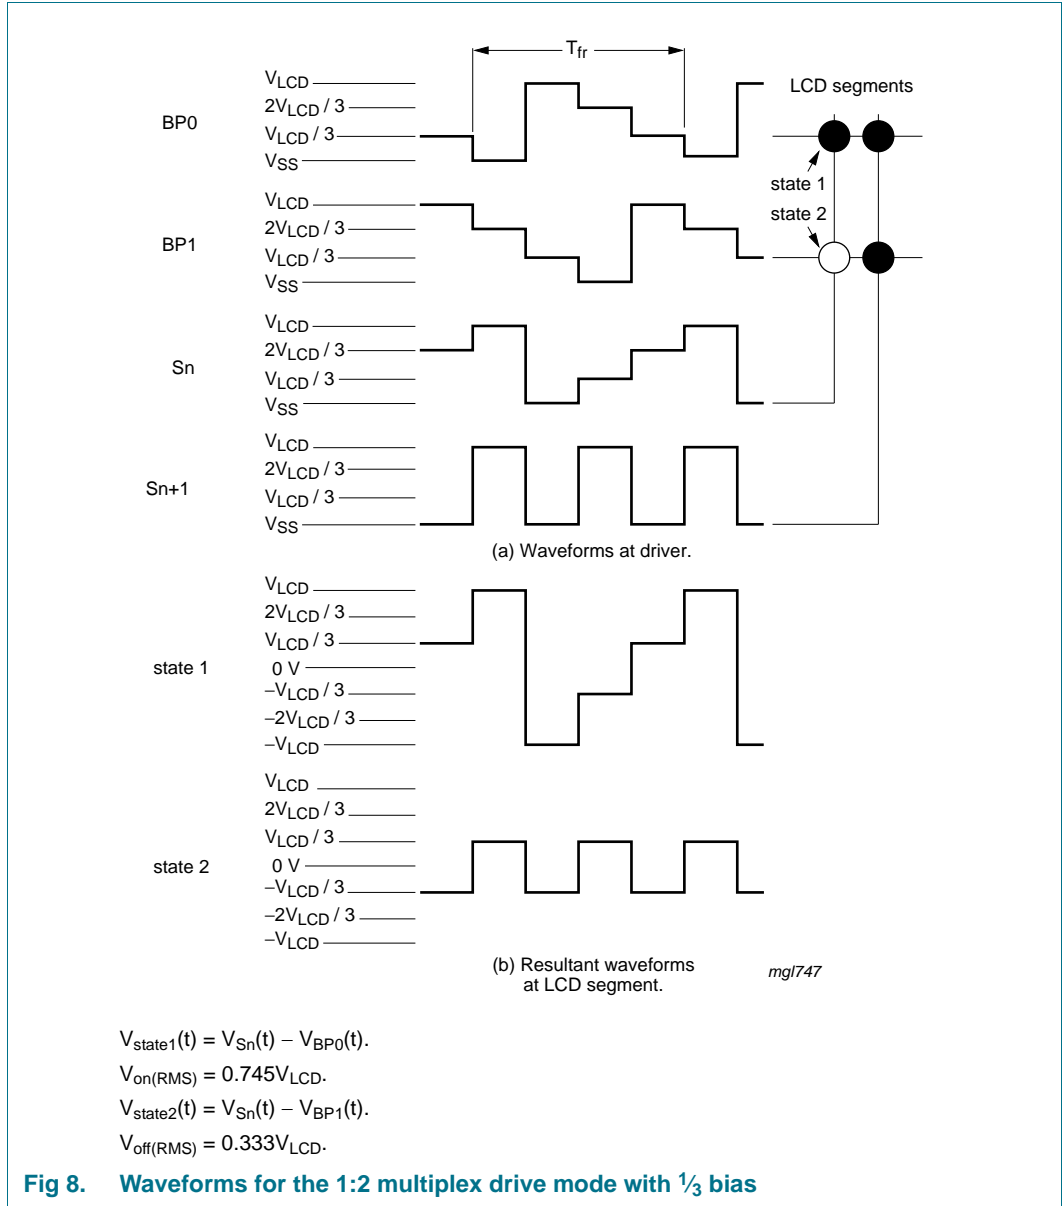 T_fr
V_LCD
2V_LCD / 3
BP0
V_LCD / 3
V_SS
LCD segments
state 1
state 2
V_LCD
2V_LCD / 3
BP1
V_LCD / 3
V_SS
V_LCD
2V_LCD / 3
Sn
V_LCD / 3
V_SS
V_LCD
2V_LCD / 3
Sn+1
V_LCD / 3
V_SS
(a) Waveforms at driver.
V_LCD
2V_LCD / 3
V_LCD / 3
state 1
0 V
−V_LCD / 3
−2V_LCD / 3
−V_LCD
V_LCD
2V_LCD / 3
V_LCD / 3
state 2
0 V
−V_LCD / 3
−2V_LCD / 3
−V_LCD
(b) Resultant waveforms
at LCD segment.
mgl747
V_state1(t) = V_Sn(t) − V_BP0(t).
V_on(RMS) = 0.745V_LCD.
V_state2(t) = V_Sn(t) − V_BP1(t).
V_off(RMS) = 0.333V_LCD.
Fig 8. Waveforms for the 1:2 multiplex drive mode with 1⁄3 bias